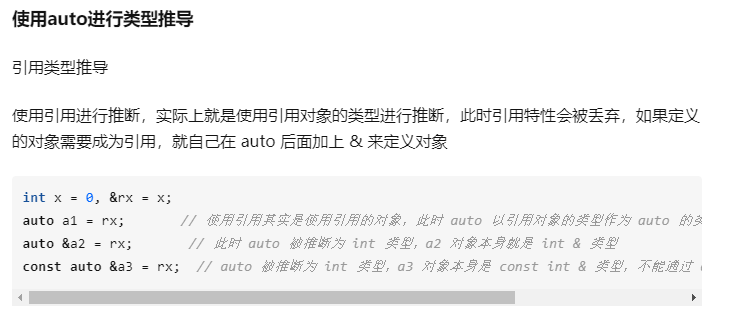 使用auto进行类型推导
引用类型推导
使用引用进行推断，实际上就是使用引用对象的类型进行推断，此时引用特性会被丢弃，如果定义
的对象需要成为引用，就自己在 auto 后面加上 & 来定义对象
int x = 0, &rx = x;
auto a1 = rx; // 使用引用其实是使用引用的对象，此时 auto 以引用对象的类型作为 auto 的
auto &a2 = rx; // 此时 auto 被推断为 int 类型，a2 对象本身就是 int & 类型
const auto &a3 = rx; // auto 被推断为 int 类型，a3 对象本身是 const int & 类型，不能通过